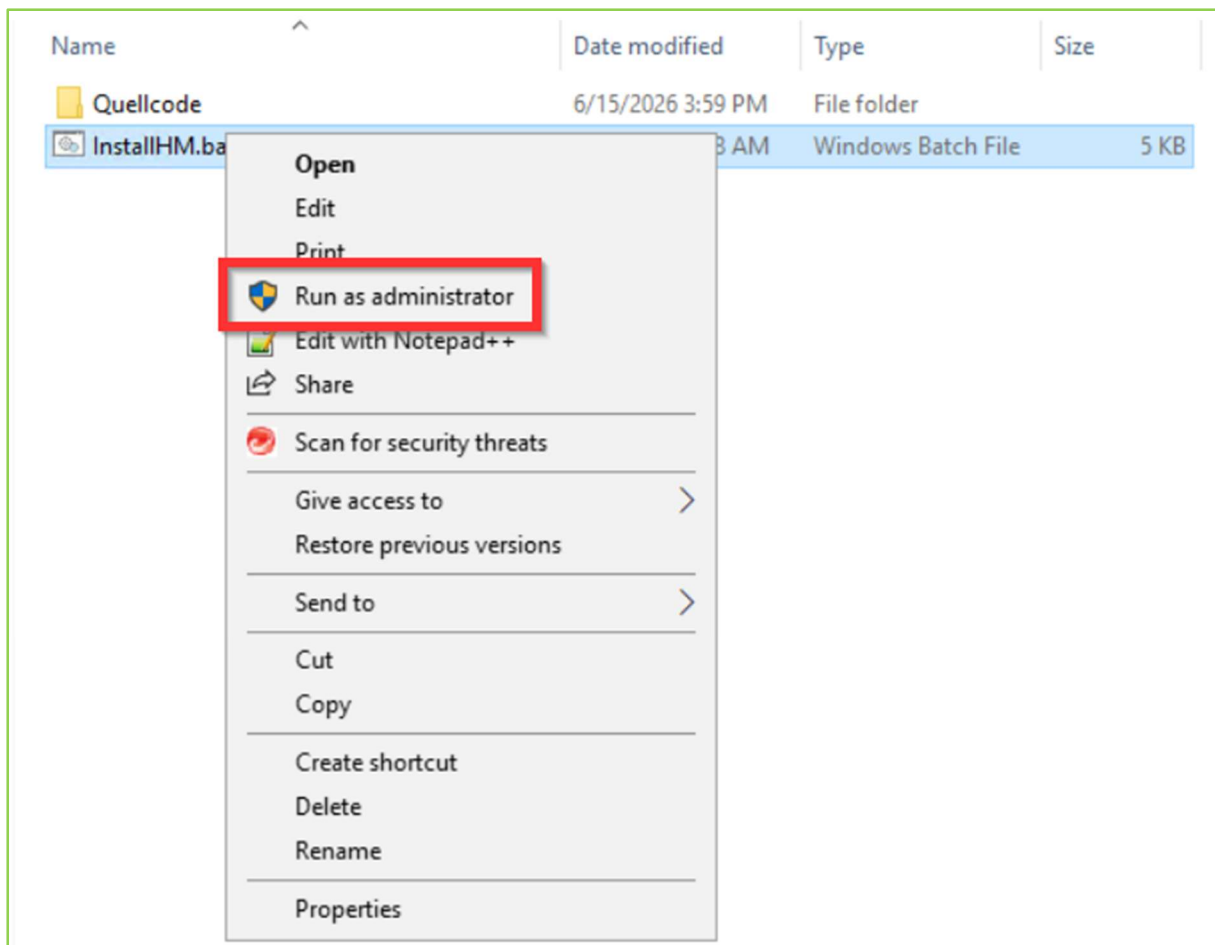 Name Date modified Type Size
Quellcode 6/15/2026 3:59 PM File folder
InstallHM.ba AM Windows Batch File 5 KB
Open
Edit
Print
Run as administrator
Edit with Notepad++
Share
Scan for security threats
Give access to
Restore previous versions
Send to
Cut
Copy
Create shortcut
Delete
Rename
Properties